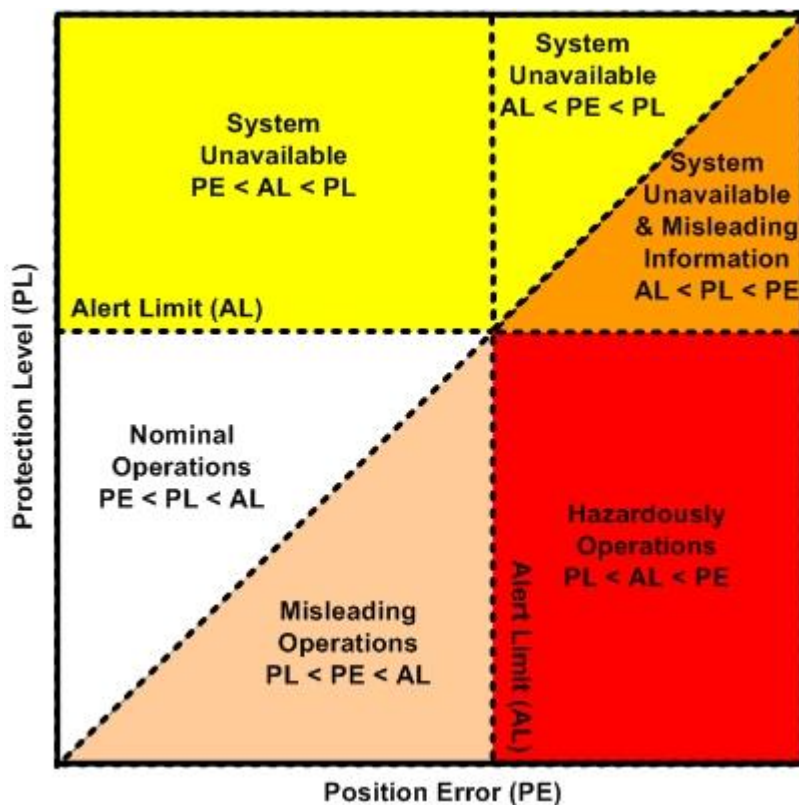 System
Unavailable
AL < PE < PL
System
Unavailable
PE < AL < PL
System
Unavailable
& Misleading
Information
AL < PL < PE
Alert Limit (AL)
Protection Level (PL)
Nominal
Operations
PE < PL < AL
Hazardously
Operations
PL < AL < PE
Alert Limit (AL)
Misleading
Operations
PL < PE < AL
Position Error (PE)